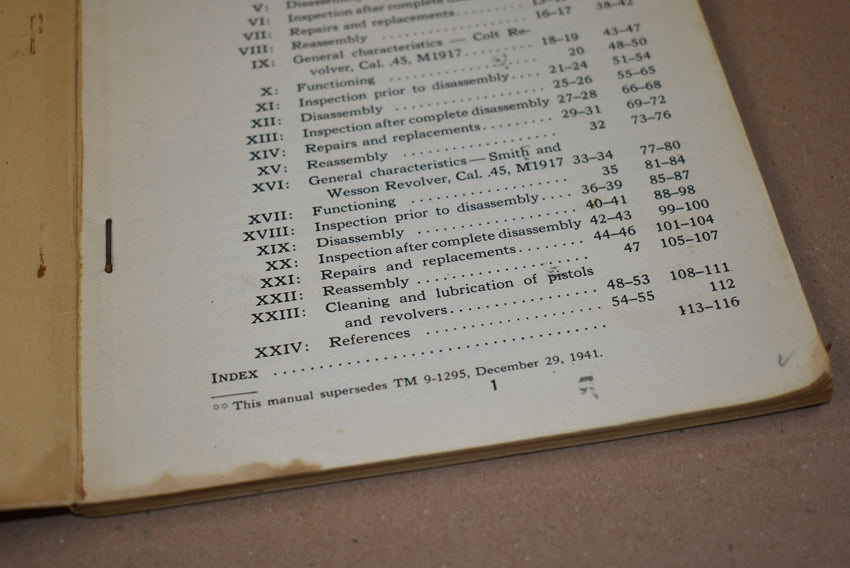 V: Disassembly
VI: Inspection after complete
VII: Repairs and replacements
VIII: Reassembly 16–17 38–42
IX: General characteristics — Colt Re-
volver, Cal. .45, M1917 18–19 43–47
X: Functioning 20 48–50
XI: Inspection prior to disassembly 21–24 51–54
XII: Disassembly 25–26 55–65
XIII: Inspection after complete disassembly 27–28 66–68
XIV: Repairs and replacements 29–31 69–72
XV: Reassembly 32 73–76
XVI: General characteristics — Smith and
Wesson Revolver, Cal. .45, M1917 33–34 77–80
XVII: Functioning 35 81–84
XVIII: Inspection prior to disassembly 36–39 85–87
XIX: Disassembly 40–41 88–98
XX: Inspection after complete disassembly 42–43 99–100
XXI: Repairs and replacements 44–46 101–104
XXII: Reassembly 47 105–107
XXIII: Cleaning and lubrication of pistols
and revolvers 48–53 108–111
XXIV: References 54–55 112
INDEX 113–116
** This manual supersedes TM 9-1295, December 29, 1941.
1